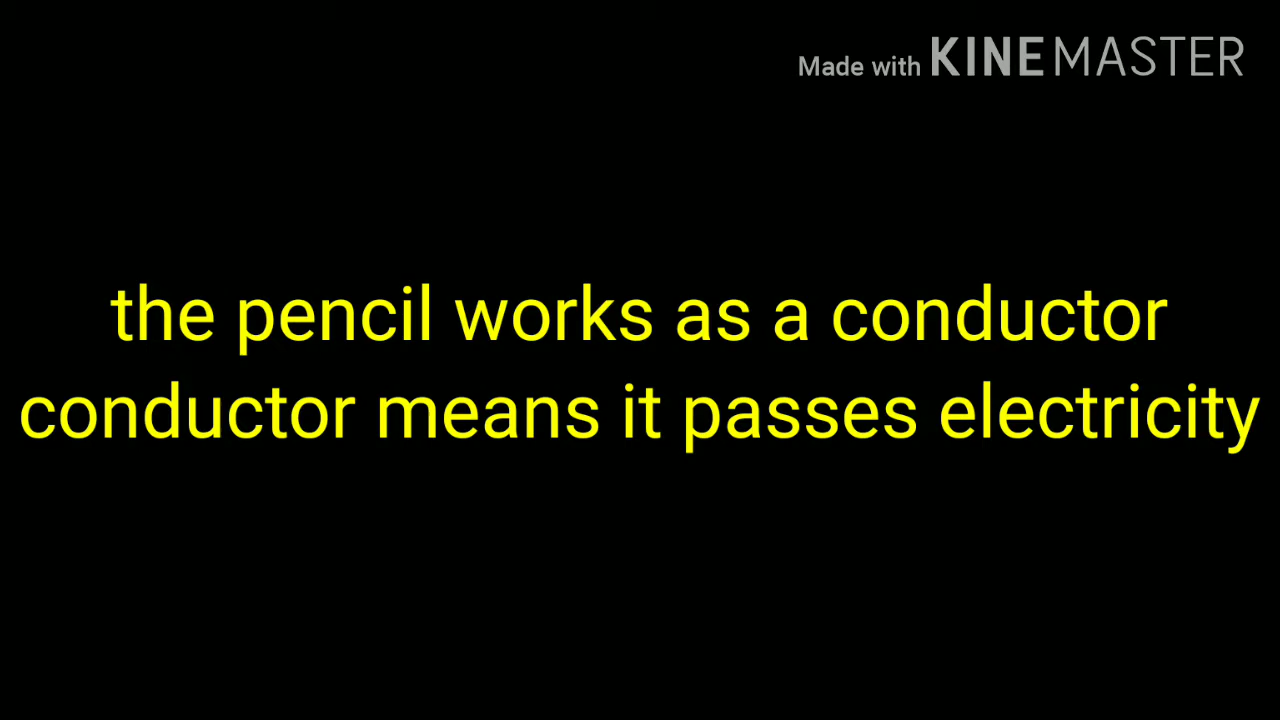 Made with KINEMASTER
the pencil works as a conductor
conductor means it passes electricity